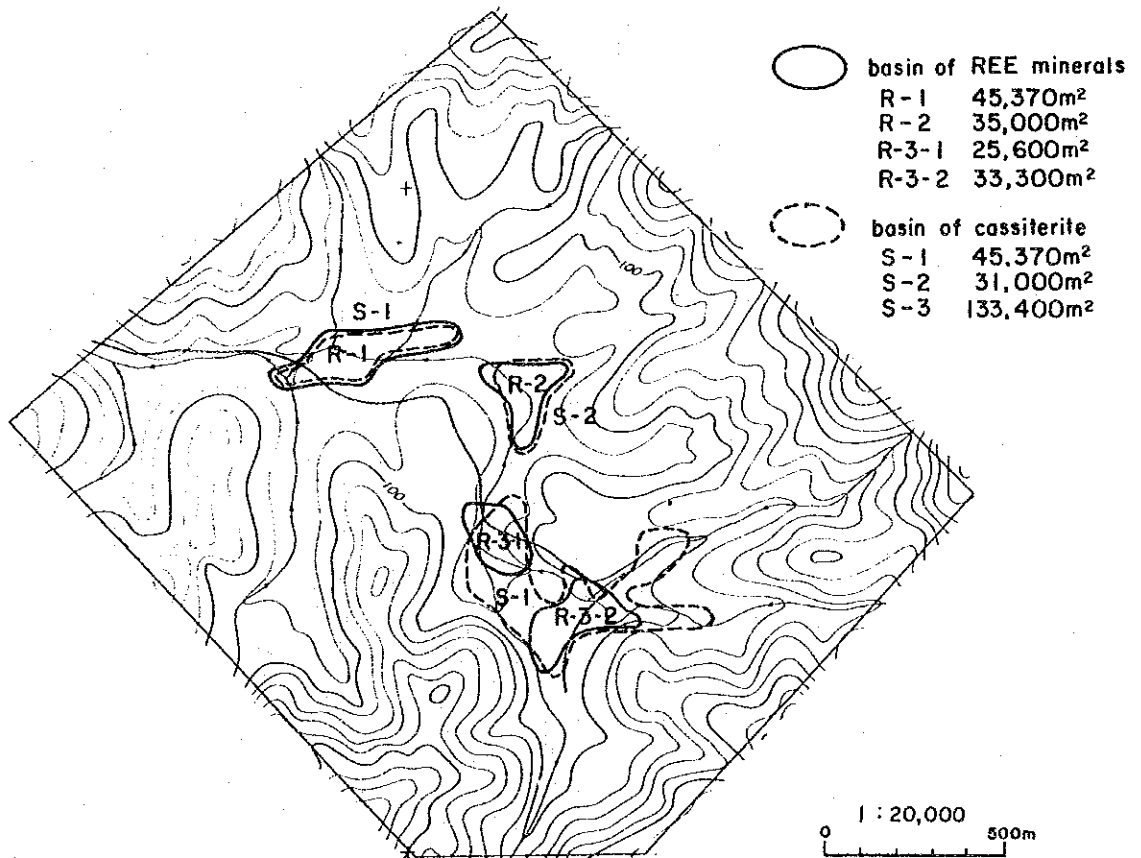 basin of REE minerals
R-1 45,370m²
R-2 35,000m²
R-3-1 25,600m²
R-3-2 33,300m²
basin of cassiterite
S-1 45,370m²
S-2 31,000m²
S-3 133,400m²
100
S-1
R-1
R-2
S-2
100
R-3-1
S-1
R-3-2
1:20,000
0 500m